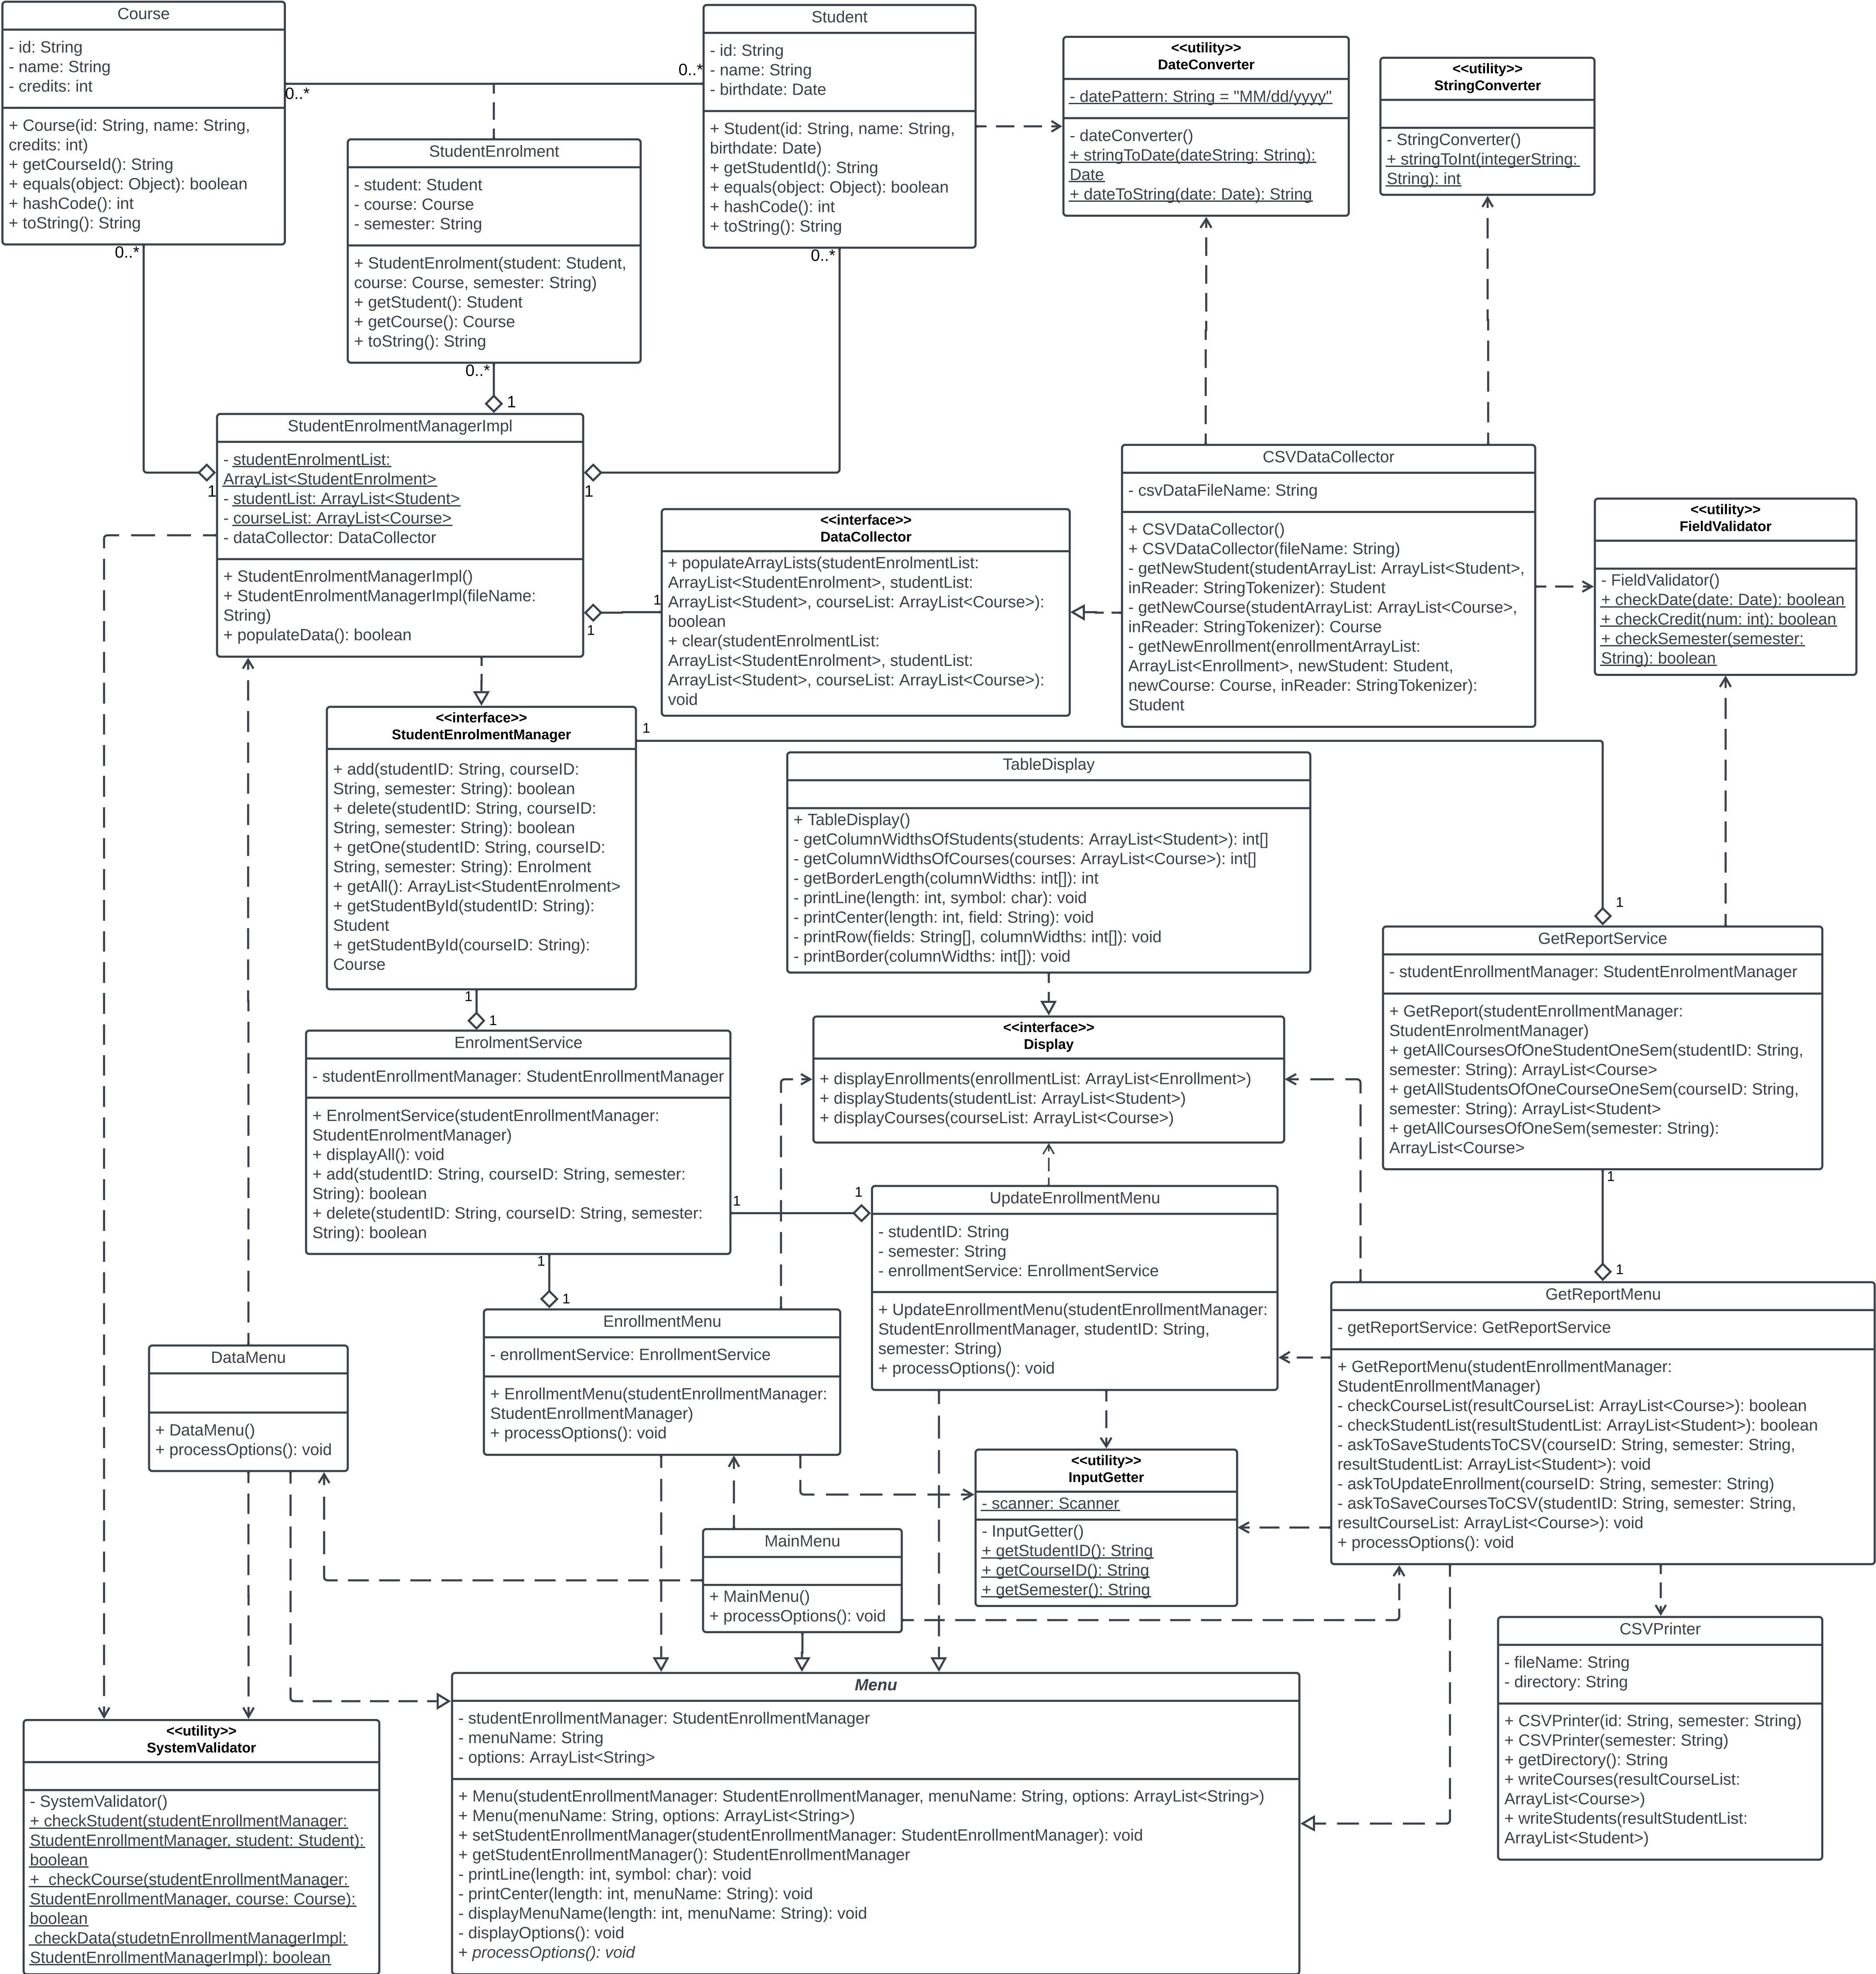 Course
- id: String
- name: String
- credits: int
+ Course(id: String, name: String,
credits: int)
+ getCourseId(): String
+ equals(object: Object): boolean
+ hashCode(): int
+ toString(): String
0..*
0..*
0..*
Student
- id: String
- name: String
- birthdate: Date
+ Student(id: String, name: String,
birthdate: Date)
+ getStudentId(): String
+ equals(object: Object): boolean
+ hashCode(): int
+ toString(): String
0..*
<<utility>>
DateConverter
- datePattern: String = "MM/dd/yyyy"
- dateConverter()
+ stringToDate(dateString: String):
Date
+ dateToString(date: Date): String
<<utility>>
StringConverter
- StringConverter()
+ stringToInt(integerString:
String): int
StudentEnrolment
- student: Student
- course: Course
- semester: String
+ StudentEnrolment(student: Student,
course: Course, semester: String)
+ getStudent(): Student
+ getCourse(): Course
+ toString(): String
0..*
1
StudentEnrolmentManagerImpl
- studentEnrolmentList:
ArrayList<StudentEnrolment>
- studentList: ArrayList<Student>
- courseList: ArrayList<Course>
- dataCollector: DataCollector
+ StudentEnrolmentManagerImpl()
+ StudentEnrolmentManagerImpl(fileName:
String)
+ populateData(): boolean
1
1
1
1
<<interface>>
DataCollector
+ populateArrayLists(studentEnrolmentList:
ArrayList<StudentEnrolment>, studentList:
ArrayList<Student>, courseList: ArrayList<Course>):
boolean
+ clear(studentEnrolmentList:
ArrayList<StudentEnrolment>, studentList:
ArrayList<Student>, courseList: ArrayList<Course>):
void
CSVDataCollector
- csvDataFileName: String
+ CSVDataCollector()
+ CSVDataCollector(fileName: String)
- getNewStudent(studentArrayList: ArrayList<Student>,
inReader: StringTokenizer): Student
- getNewCourse(studentArrayList: ArrayList<Course>,
inReader: StringTokenizer): Course
- getNewEnrollment(enrollmentArrayList:
ArrayList<Enrollment>, newStudent: Student,
newCourse: Course, inReader: StringTokenizer):
Student
<<utility>>
FieldValidator
- FieldValidator()
+ checkDate(date: Date): boolean
+ checkCredit(num: int): boolean
+ checkSemester(semester:
String): boolean
<<interface>>
StudentEnrolmentManager
+ add(studentID: String, courseID:
String, semester: String): boolean
+ delete(studentID: String, courseID:
String, semester: String): boolean
+ getOne(studentID: String, courseID:
String, semester: String): Enrolment
+ getAll(): ArrayList<StudentEnrolment>
+ getStudentById(studentID: String):
Student
+ getStudentById(courseID: String):
Course
1
1
1
1
TableDisplay
+ TableDisplay()
- getColumnWidthsOfStudents(students: ArrayList<Student>): int[]
- getColumnWidthsOfCourses(courses: ArrayList<Course>): int[]
- getBorderLength(columnWidths: int[]): int
- printLine(length: int, symbol: char): void
- printCenter(length: int, field: String): void
- printRow(fields: String[], columnWidths: int[]): void
- printBorder(columnWidths: int[]): void
GetReportService
- studentEnrollmentManager: StudentEnrolmentManager
+ GetReport(studentEnrollmentManager:
StudentEnrolmentManager)
+ getAllCoursesOfOneStudentOneSem(studentID: String,
semester: String): ArrayList<Course>
+ getAllStudentsOfOneCourseOneSem(courseID: String,
semester: String): ArrayList<Student>
+ getAllCoursesOfOneSem(semester: String):
ArrayList<Course>
1
1
EnrolmentService
- studentEnrollmentManager: StudentEnrollmentManager
+ EnrolmentService(studentEnrollmentManager:
StudentEnrolmentManager)
+ displayAll(): void
+ add(studentID: String, courseID: String, semester:
String): boolean
+ delete(studentID: String, courseID: String, semester:
String): boolean
1
1
1
1
<<interface>>
Display
+ displayEnrollments(enrollmentList: ArrayList<Enrollment>)
+ displayStudents(studentList: ArrayList<Student>)
+ displayCourses(courseList: ArrayList<Course>)
UpdateEnrollmentMenu
- studentID: String
- semester: String
- enrollmentService: EnrollmentService
+ UpdateEnrollmentMenu(studentEnrollmentManager:
StudentEnrollmentManager, studentID: String,
semester: String)
+ processOptions(): void
GetReportMenu
- getReportService: GetReportService
+ GetReportMenu(studentEnrollmentManager:
StudentEnrollmentManager)
- checkCourseList(resultCourseList: ArrayList<Course>): boolean
- checkStudentList(resultStudentList: ArrayList<Student>): boolean
- askToSaveStudentsToCSV(courseID: String, semester: String,
resultStudentList: ArrayList<Student>): void
- askToUpdateEnrollment(courseID: String, semester: String)
- askToSaveCoursesToCSV(studentID: String, semester: String,
resultCourseList: ArrayList<Course>): void
+ processOptions(): void
DataMenu
+ DataMenu()
+ processOptions(): void
EnrollmentMenu
- enrollmentService: EnrollmentService
+ EnrollmentMenu(studentEnrollmentManager:
StudentEnrollmentManager)
+ processOptions(): void
<<utility>>
InputGetter
- scanner: Scanner
- InputGetter()
+ getStudentID(): String
+ getCourseID(): String
+ getSemester(): String
MainMenu
+ MainMenu()
+ processOptions(): void
CSVPrinter
- fileName: String
- directory: String
+ CSVPrinter(id: String, semester: String)
+ CSVPrinter(semester: String)
+ getDirectory(): String
+ writeCourses(resultCourseList:
ArrayList<Course>)
+ writeStudents(resultStudentList:
ArrayList<Student>)
Menu
- studentEnrollmentManager: StudentEnrollmentManager
- menuName: String
- options: ArrayList<String>
+ Menu(studentEnrollmentManager: StudentEnrollmentManager, menuName: String, options: ArrayList<String>)
+ Menu(menuName: String, options: ArrayList<String>)
+ setStudentEnrollmentManager(studentEnrollmentManager: StudentEnrollmentManager): void
+ getStudentEnrollmentManager(): StudentEnrollmentManager
- printLine(length: int, symbol: char): void
- printCenter(length: int, menuName: String): void
- displayMenuName(length: int, menuName: String): void
- displayOptions(): void
+ processOptions(): void
<<utility>>
SystemValidator
- SystemValidator()
+ checkStudent(studentEnrollmentManager:
StudentEnrollmentManager, student: Student):
boolean
+ checkCourse(studentEnrollmentManager:
StudentEnrollmentManager, course: Course):
boolean
checkData(studetnEnrollmentManagerImpl:
StudentEnrollmentManagerImpl): boolean